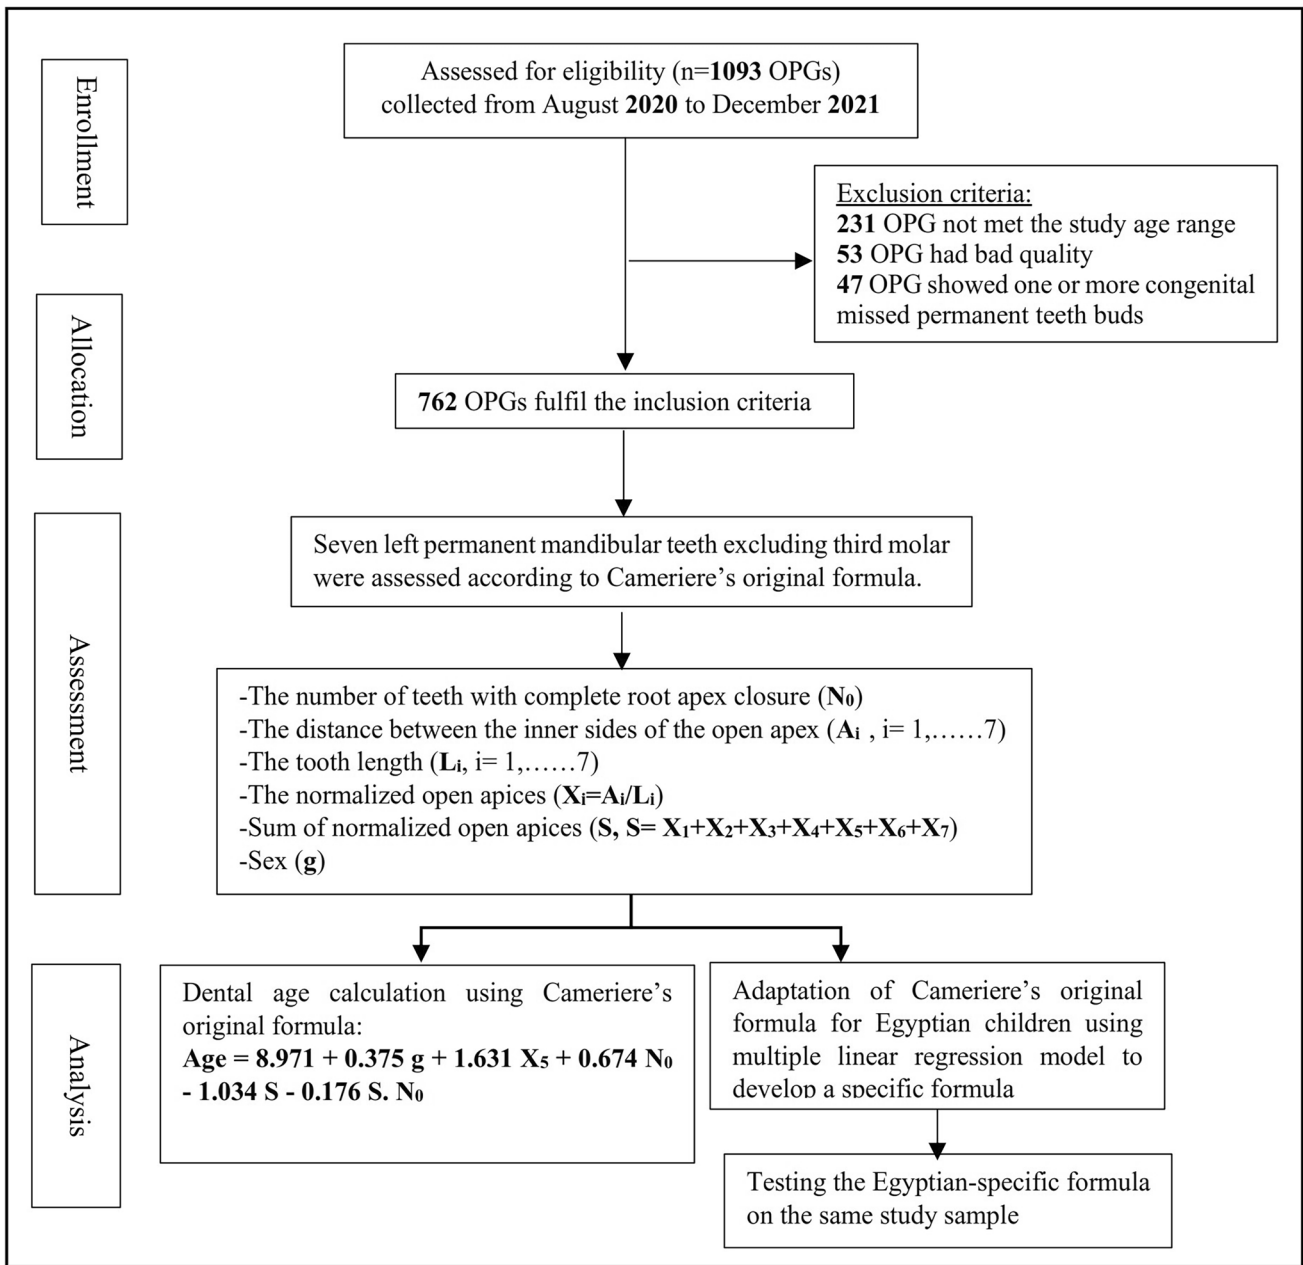 Enrollment
Assessed for eligibility (n=1093 OPGs)
collected from August 2020 to December 2021
Exclusion criteria:
231 OPG not met the study age range
53 OPG had bad quality
47 OPG showed one or more congenital
missed permanent teeth buds
Allocation
762 OPGs fulfil the inclusion criteria
Assessment
Seven left permanent mandibular teeth excluding third molar
were assessed according to Cameriere’s original formula.
-The number of teeth with complete root apex closure (N₀)
-The distance between the inner sides of the open apex (Aᵢ , i= 1,……7)
-The tooth length (Lᵢ, i= 1,……7)
-The normalized open apices (Xᵢ=Aᵢ/Lᵢ)
-Sum of normalized open apices (S, S= X₁+X₂+X₃+X₄+X₅+X₆+X₇)
-Sex (g)
Analysis
Dental age calculation using Cameriere’s
original formula:
Age = 8.971 + 0.375 g + 1.631 X₅ + 0.674 N₀
- 1.034 S - 0.176 S. N₀
Adaptation of Cameriere’s original
formula for Egyptian children using
multiple linear regression model to
develop a specific formula
Testing the Egyptian-specific formula
on the same study sample